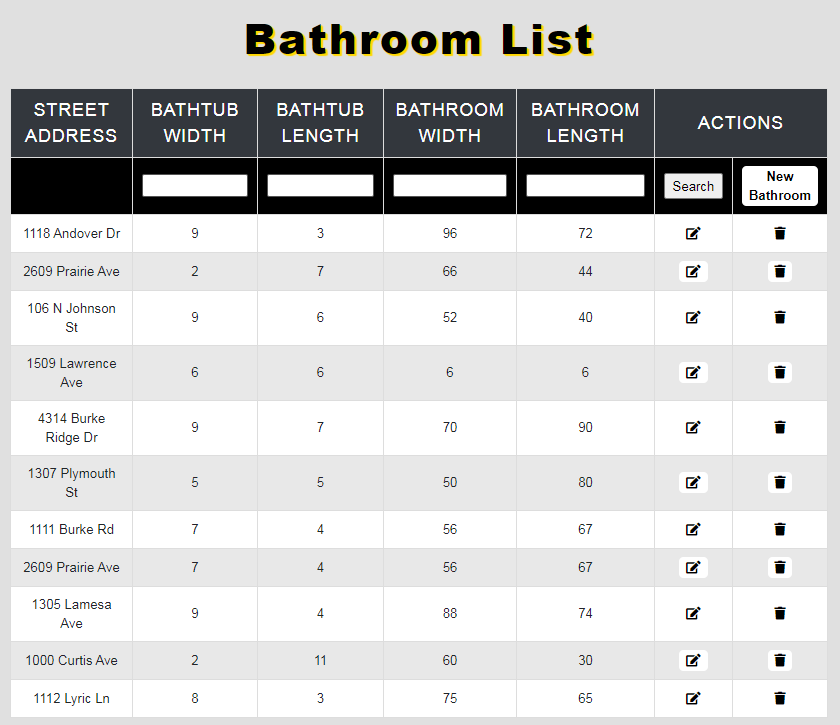 Bathroom List
STREET ADDRESS BATHTUB WIDTH BATHTUB LENGTH BATHROOM WIDTH BATHROOM LENGTH ACTIONS
Search New Bathroom
1118 Andover Dr 9 3 96 72
2609 Prairie Ave 2 7 66 44
106 N Johnson St 9 6 52 40
1509 Lawrence Ave 6 6 6 6
4314 Burke Ridge Dr 9 7 70 90
1307 Plymouth St 5 5 50 80
1111 Burke Rd 7 4 56 67
2609 Prairie Ave 7 4 56 67
1305 Lamesa Ave 9 4 88 74
1000 Curtis Ave 2 11 60 30
1112 Lyric Ln 8 3 75 65